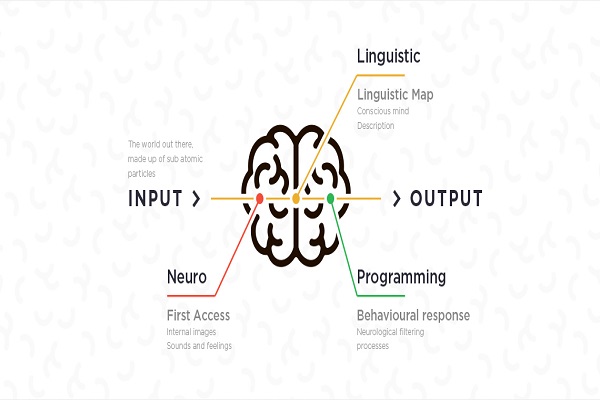 Linguistic
Linguistic Map
Conscious mind
Description
The world out there,
made up of sub atomic
particles
INPUT
OUTPUT
Neuro
First Access
Internal images
Sounds and feelings
Programming
Behavioural response
Neurological filtering
processes